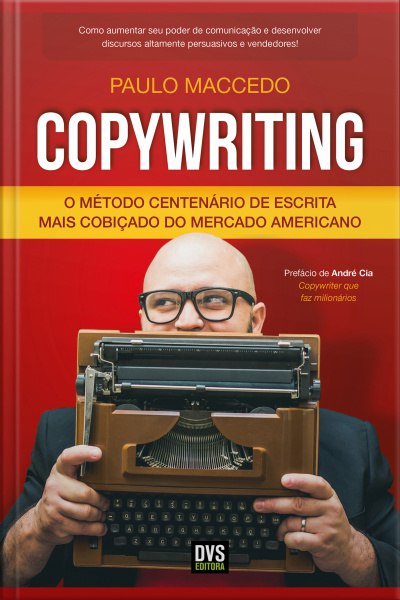 Como aumentar seu poder de comunicação e desenvolver
discursos altamente persuasivos e vendedores!
PAULO MACCEDO
COPYWRITING
O MÉTODO CENTENÁRIO DE ESCRITA
MAIS COBIÇADO DO MERCADO AMERICANO
Prefácio de André Cia
Copywriter que
faz milionários
DVS
EDITORA